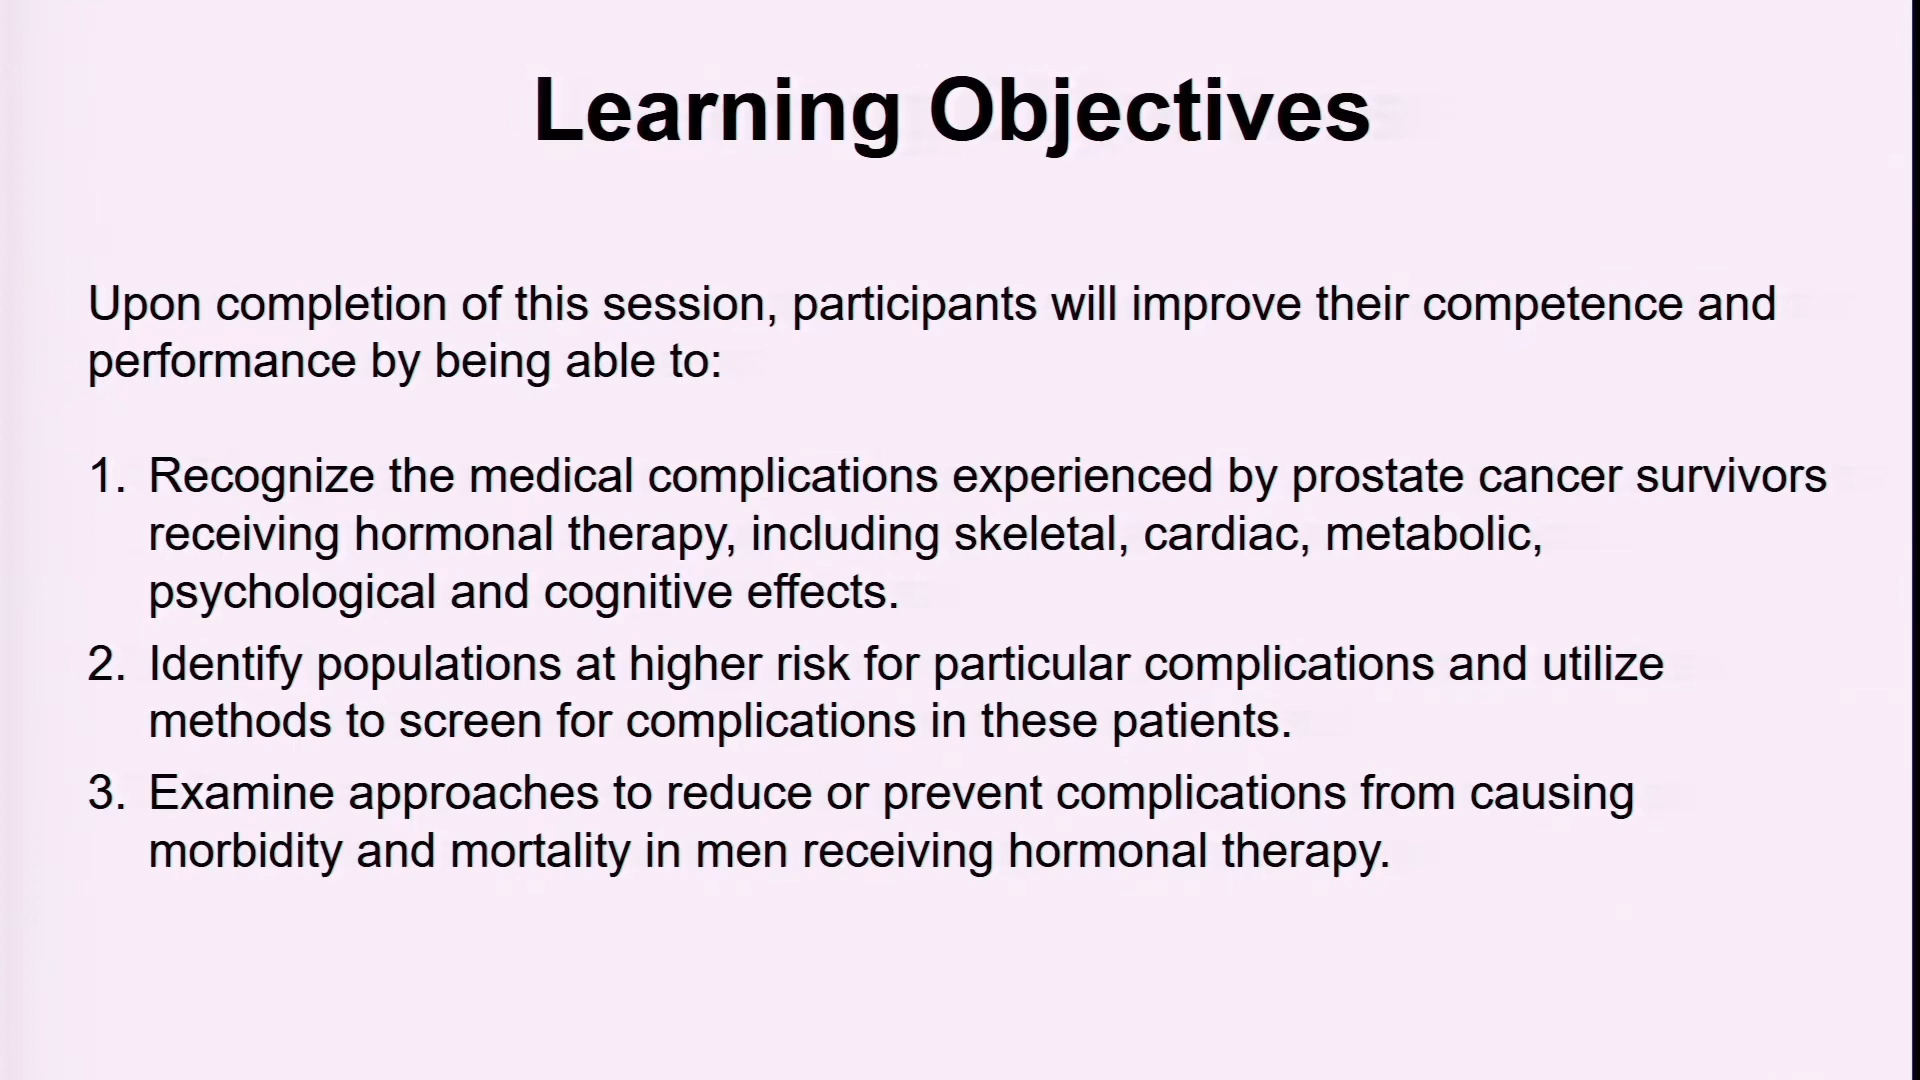 Learning Objectives
Upon completion of this session, participants will improve their competence and
performance by being able to:
1. Recognize the medical complications experienced by prostate cancer survivors
receiving hormonal therapy, including skeletal, cardiac, metabolic,
psychological and cognitive effects.
2. Identify populations at higher risk for particular complications and utilize
methods to screen for complications in these patients.
3. Examine approaches to reduce or prevent complications from causing
morbidity and mortality in men receiving hormonal therapy.